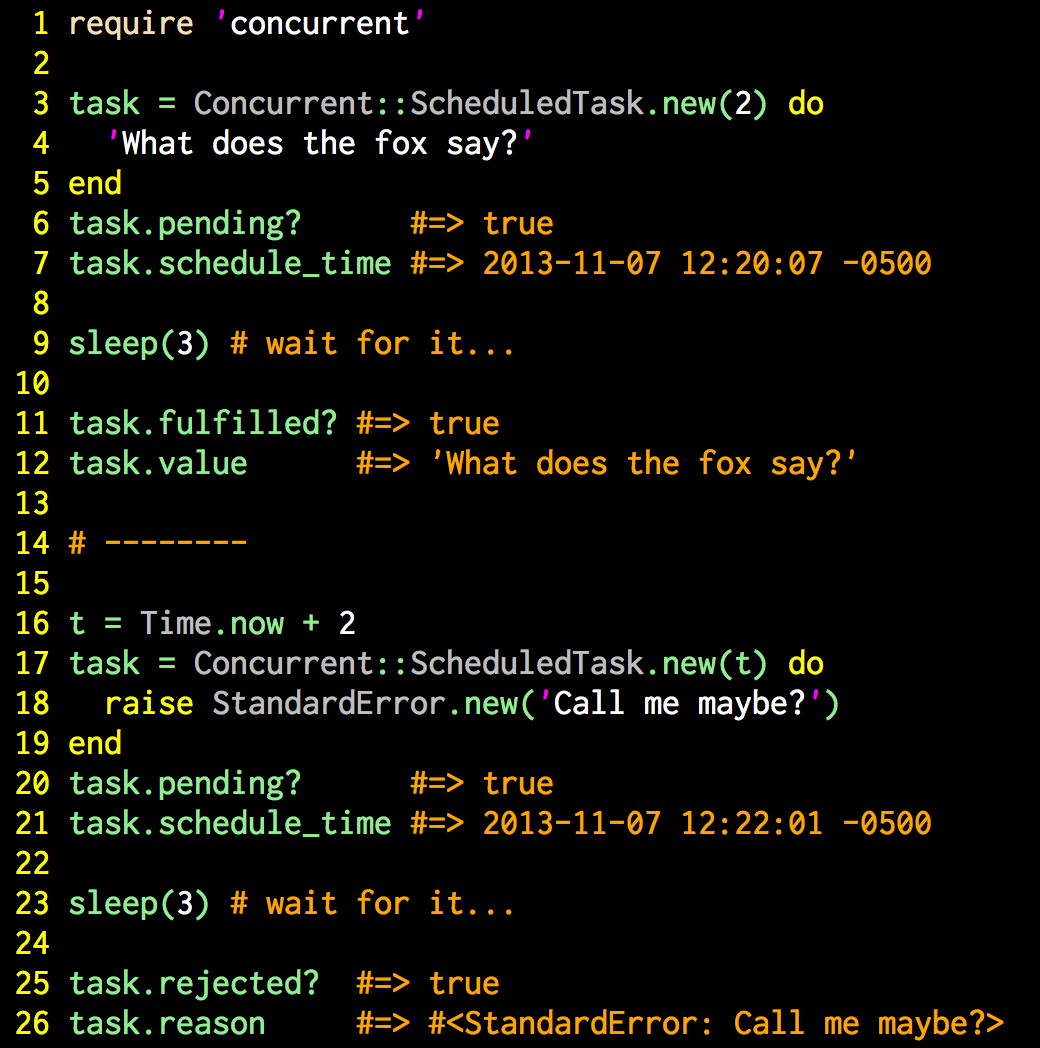 1 require 'concurrent'
2
3 task = Concurrent::ScheduledTask.new(2) do
4   'What does the fox say?'
5 end
6 task.pending?      #=> true
7 task.schedule_time #=> 2013-11-07 12:20:07 -0500
8
9 sleep(3) # wait for it...
10
11 task.fulfilled? #=> true
12 task.value      #=> 'What does the fox say?'
13
14 # --------
15
16 t = Time.now + 2
17 task = Concurrent::ScheduledTask.new(t) do
18   raise StandardError.new('Call me maybe?')
19 end
20 task.pending?      #=> true
21 task.schedule_time #=> 2013-11-07 12:22:01 -0500
22
23 sleep(3) # wait for it...
24
25 task.rejected?  #=> true
26 task.reason     #=> #<StandardError: Call me maybe?>